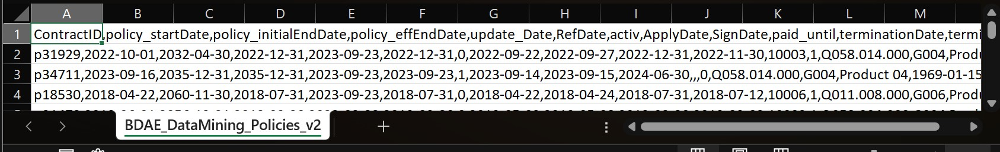 A B C D E F G H I J K L M
1 ContractID,policy_startDate,policy_initialEndDate,policy_effEndDate,update_Date,RefDate,activ,ApplyDate,SignDate,paid_until,terminationDate,termi
2 p31929,2022-10-01,2032-04-30,2022-12-31,2023-09-23,2022-12-31,0,2022-09-22,2022-09-27,2022-12-31,2022-11-30,10003,1,Q058.014.000,G004,Produ
3 p34711,2023-09-16,2035-12-31,2035-12-31,2023-09-23,2023-09-23,1,2023-09-14,2023-09-15,2024-06-30,,,0,Q058.014.000,G004,Product 04,1969-01-15
4 p18530,2018-04-22,2060-11-30,2018-07-31,2023-09-23,2018-07-31,0,2018-04-22,2018-04-24,2018-07-31,2018-07-12,10006,1,Q011.008.000,G006,Produ
BDAE_DataMining_Policies_v2